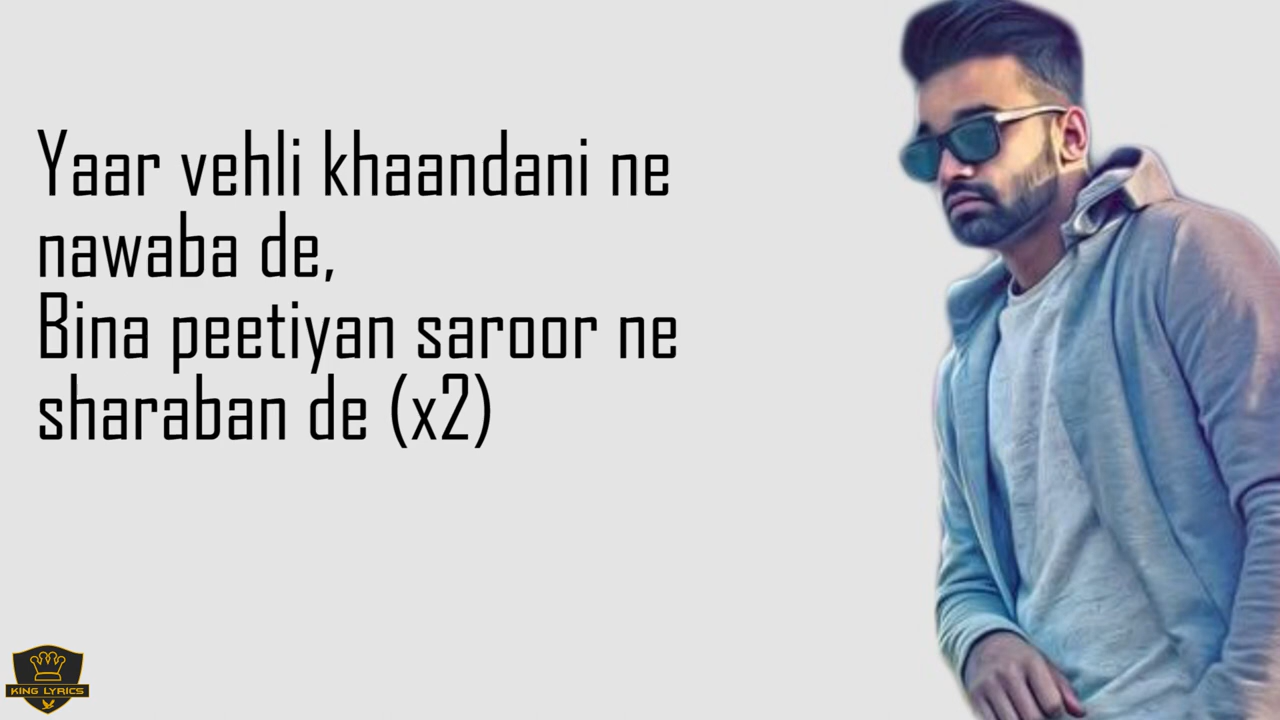 Yaar vehli khaandani ne
nawaba de,
Bina peetiyan saroor ne
sharaban de (x2)
KING LYRICS